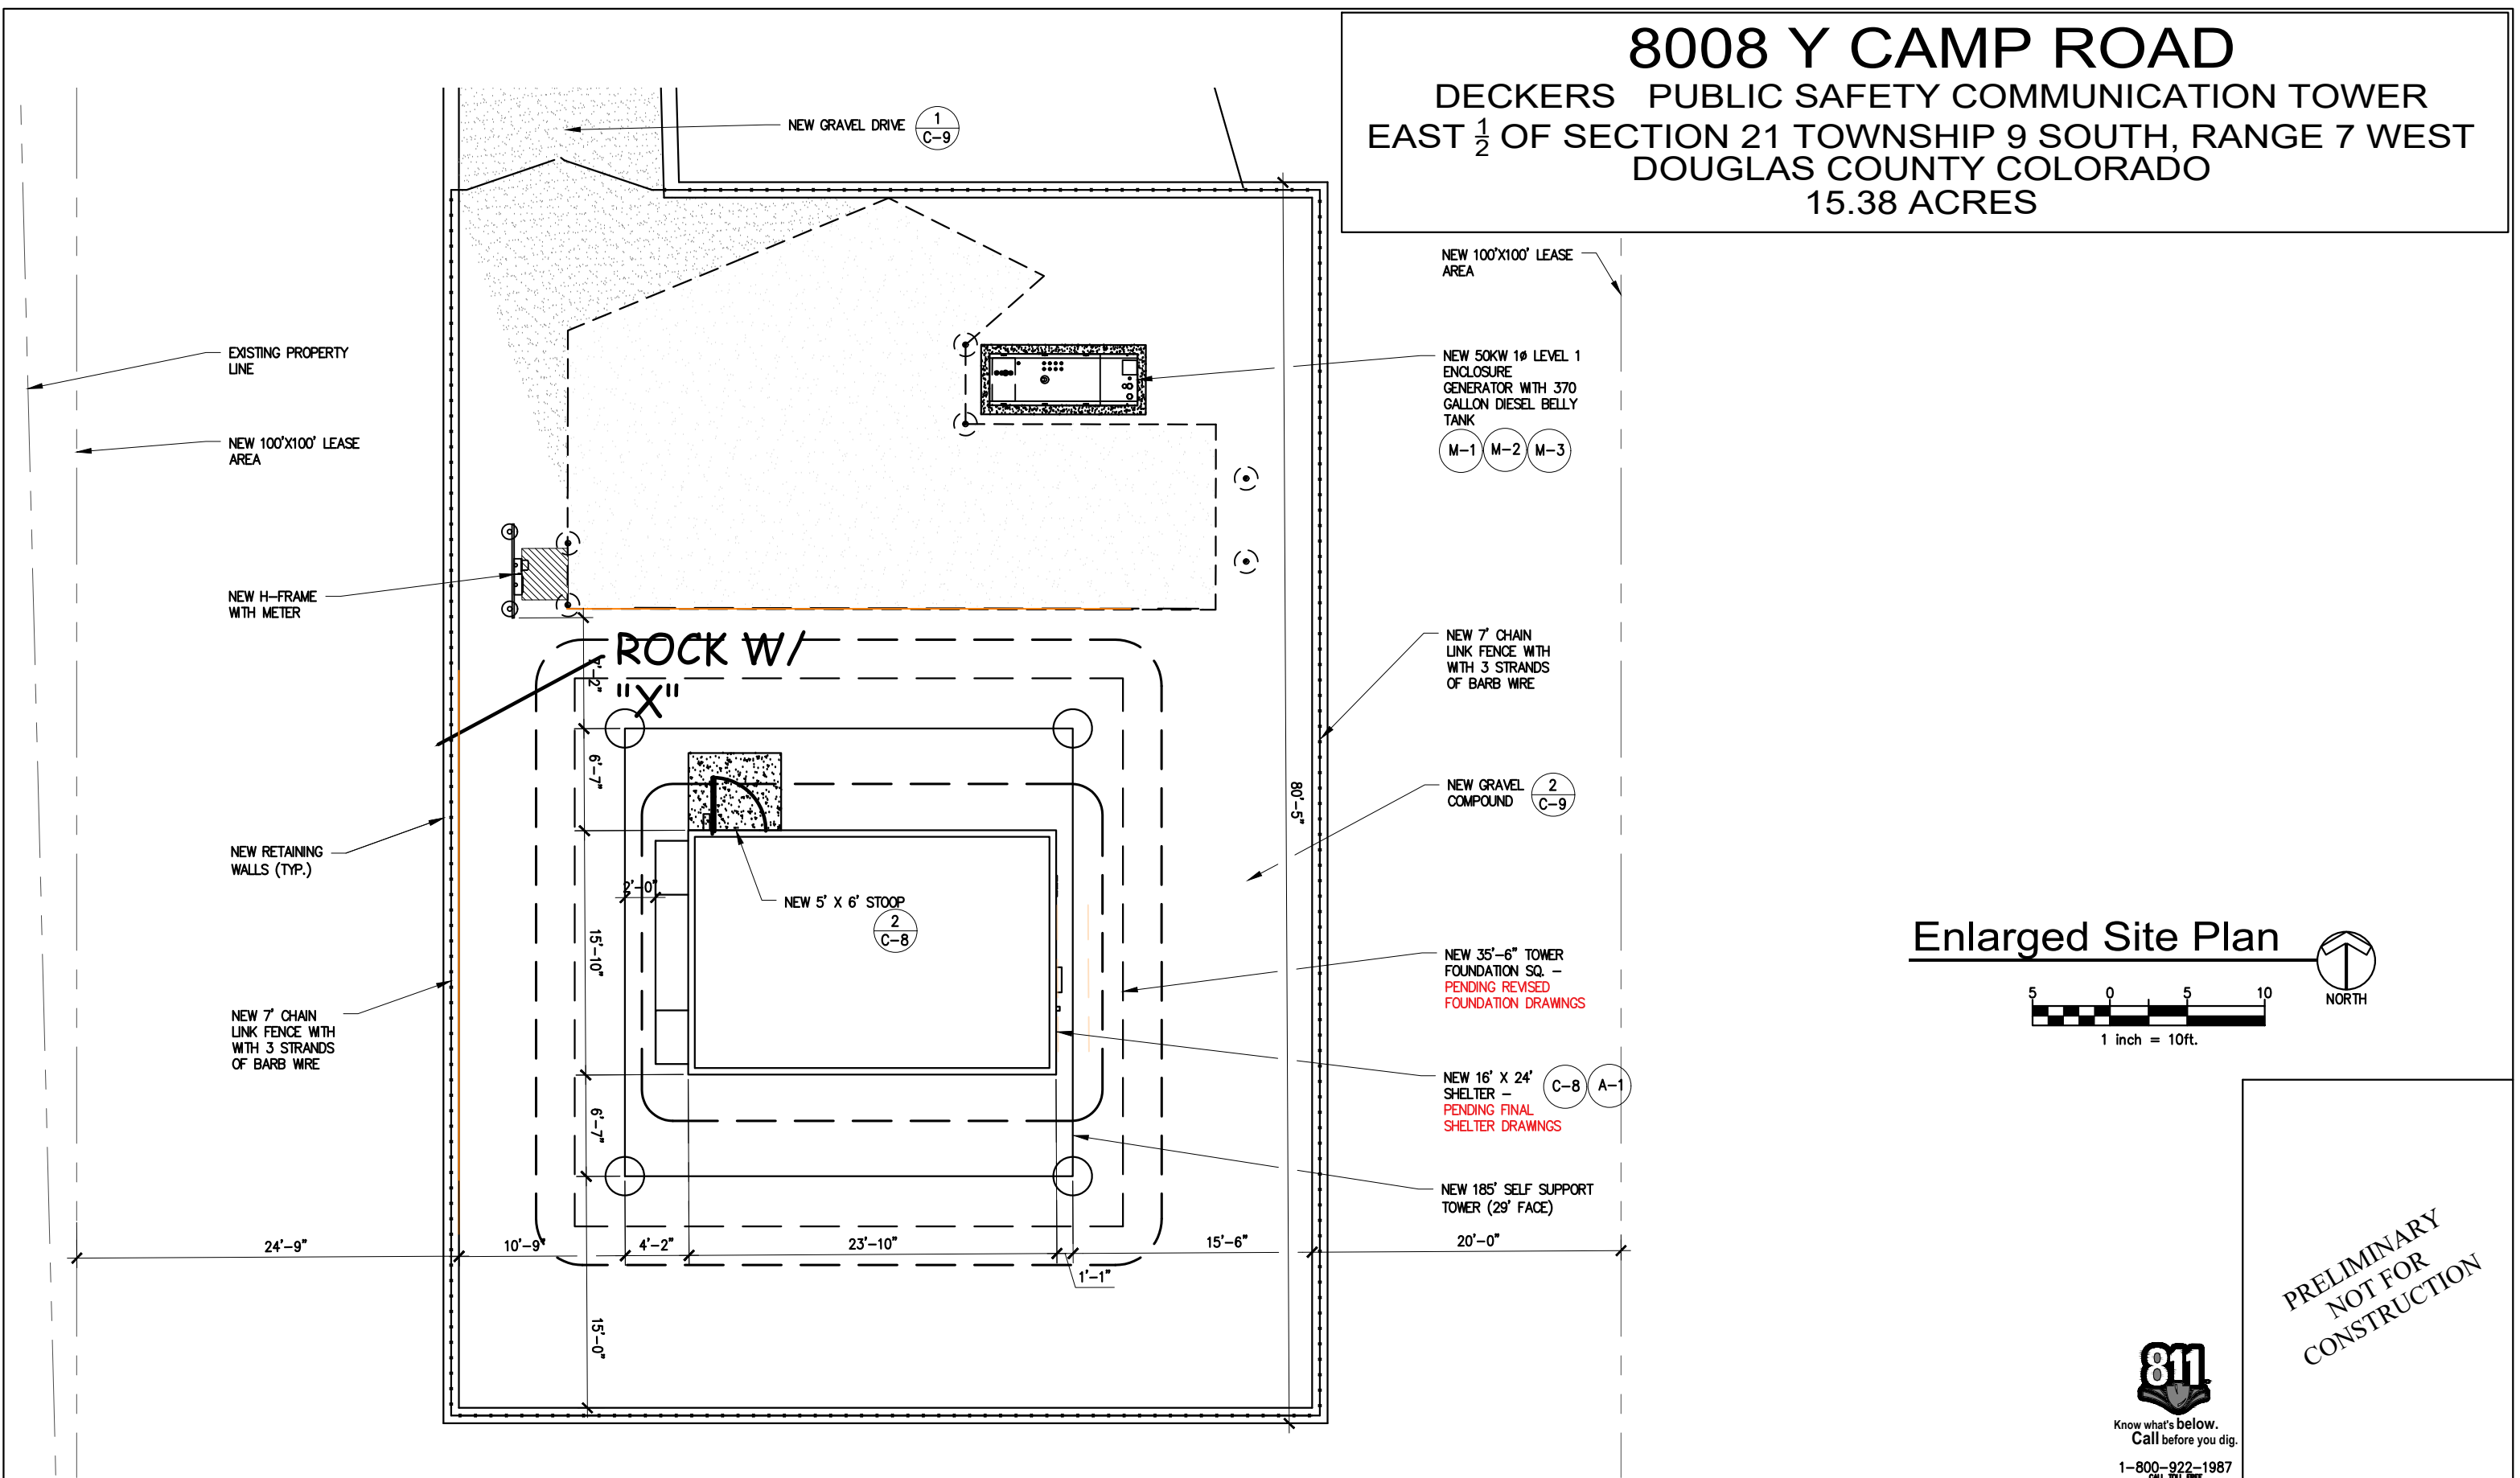 8008 Y CAMP ROAD
DECKERS PUBLIC SAFETY COMMUNICATION TOWER
EAST 1/2 OF SECTION 21 TOWNSHIP 9 SOUTH, RANGE 7 WEST
DOUGLAS COUNTY COLORADO
15.38 ACRES
NEW GRAVEL DRIVE
1
C-9
EXISTING PROPERTY
LINE
NEW 100'X100' LEASE
AREA
NEW H-FRAME
WITH METER
NEW RETAINING
WALLS (TYP.)
NEW 7' CHAIN
LINK FENCE WITH
WITH 3 STRANDS
OF BARB WIRE
ROCK W/
"X"
7'-2"
6'-7"
15'-10"
6'-7"
15'-0"
2'-0"
NEW 5' X 6' STOOP
2
C-8
80'-5"
24'-9"
10'-9"
4'-2"
23'-10"
1'-1"
15'-6"
20'-0"
NEW 100'X100' LEASE
AREA
NEW 50KW 1ø LEVEL 1
ENCLOSURE
GENERATOR WITH 370
GALLON DIESEL BELLY
TANK
M-1 M-2 M-3
NEW 7' CHAIN
LINK FENCE WITH
WITH 3 STRANDS
OF BARB WIRE
NEW GRAVEL
COMPOUND
2
C-9
NEW 35'-6" TOWER
FOUNDATION SQ. -
PENDING REVISED
FOUNDATION DRAWINGS
NEW 16' X 24'
SHELTER -
PENDING FINAL
SHELTER DRAWINGS
C-8 A-1
NEW 185' SELF SUPPORT
TOWER (29' FACE)
Enlarged Site Plan
NORTH
5 0 5 10
1 inch = 10ft.
PRELIMINARY
NOT FOR
CONSTRUCTION
811
Know what's below.
Call before you dig.
1-800-922-1987